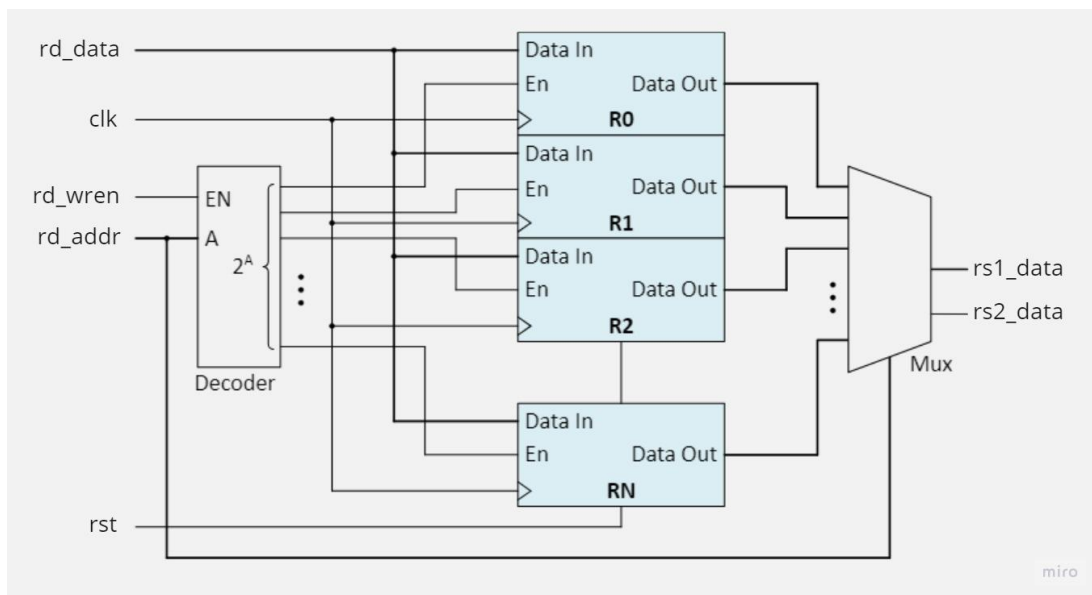 rd_data
clk
rd_wren
rd_addr
rst
EN
A
2^A
Decoder
Data In
En
Data Out
R0
Data In
En
Data Out
R1
Data In
En
Data Out
R2
Data In
En
Data Out
RN
Mux
rs1_data
rs2_data
miro